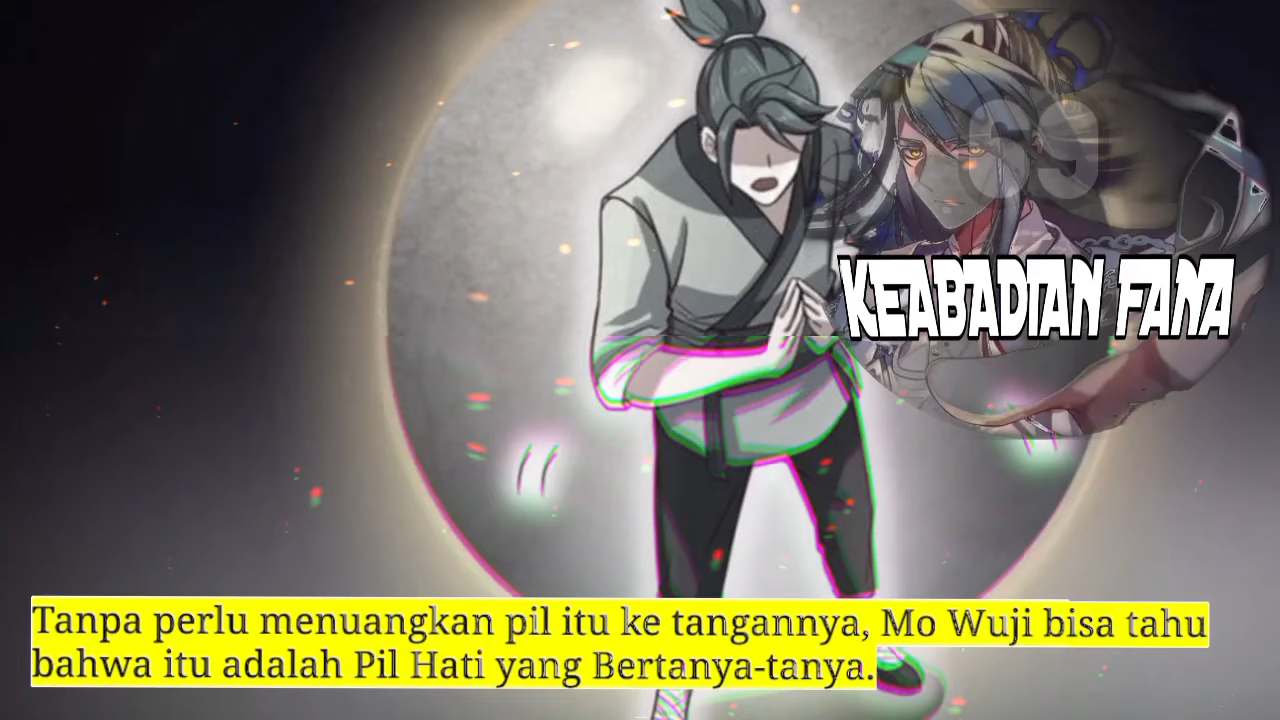 69
KEABADIAN FANA
Tanpa perlu menuangkan pil itu ke tangannya, Mo Wuji bisa tahu
bahwa itu adalah Pil Hati yang Bertanya-tanya.